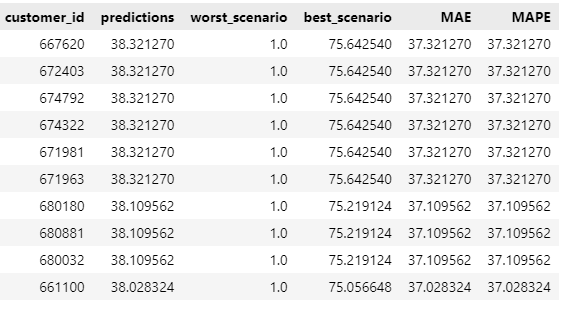 customer_id predictions worst_scenario best_scenario MAE MAPE
667620 38.321270 1.0 75.642540 37.321270 37.321270
672403 38.321270 1.0 75.642540 37.321270 37.321270
674792 38.321270 1.0 75.642540 37.321270 37.321270
674322 38.321270 1.0 75.642540 37.321270 37.321270
671981 38.321270 1.0 75.642540 37.321270 37.321270
671963 38.321270 1.0 75.642540 37.321270 37.321270
680180 38.109562 1.0 75.219124 37.109562 37.109562
680881 38.109562 1.0 75.219124 37.109562 37.109562
680032 38.109562 1.0 75.219124 37.109562 37.109562
661100 38.028324 1.0 75.056648 37.028324 37.028324